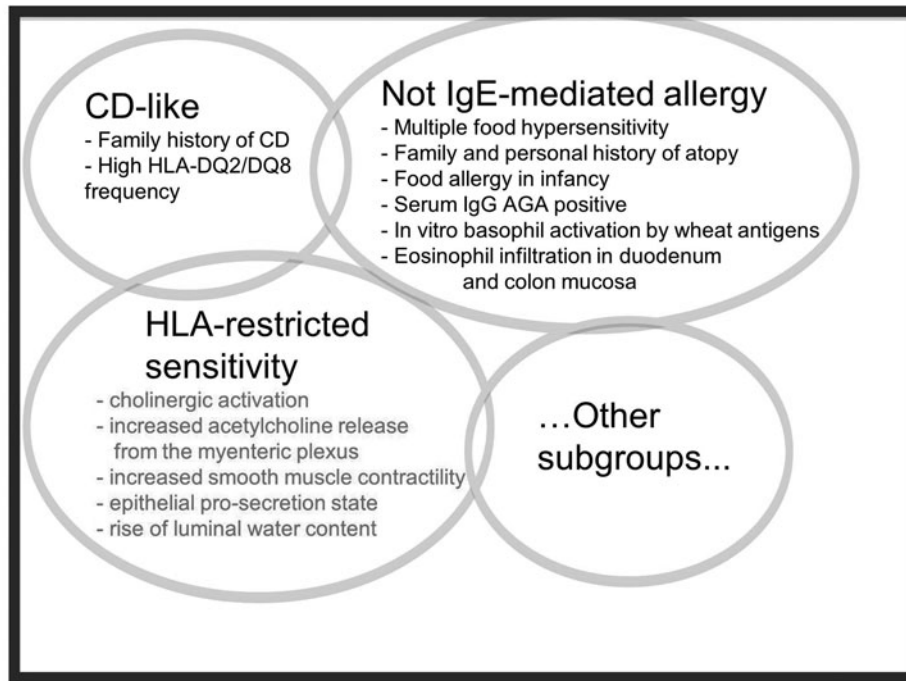 CD-like
- Family history of CD
- High HLA-DQ2/DQ8
frequency
Not IgE-mediated allergy
- Multiple food hypersensitivity
- Family and personal history of atopy
- Food allergy in infancy
- Serum IgG AGA positive
- In vitro basophil activation by wheat antigens
- Eosinophil infiltration in duodenum
and colon mucosa
HLA-restricted
sensitivity
- cholinergic activation
- increased acetylcholine release
from the myenteric plexus
- increased smooth muscle contractility
- epithelial pro-secretion state
- rise of luminal water content
…Other
subgroups...